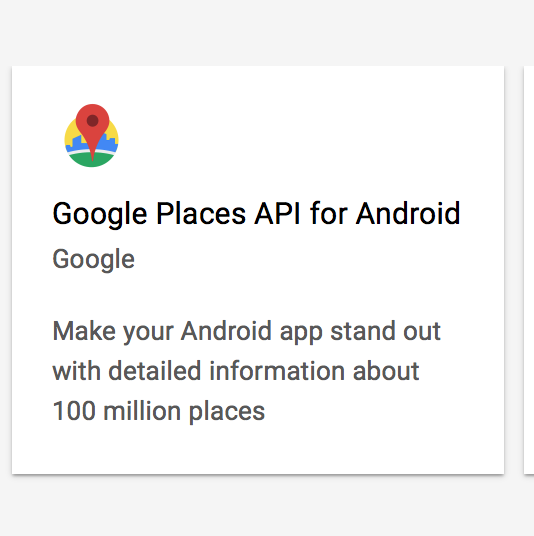 Google Places API for Android
Google
Make your Android app stand out
with detailed information about
100 million places